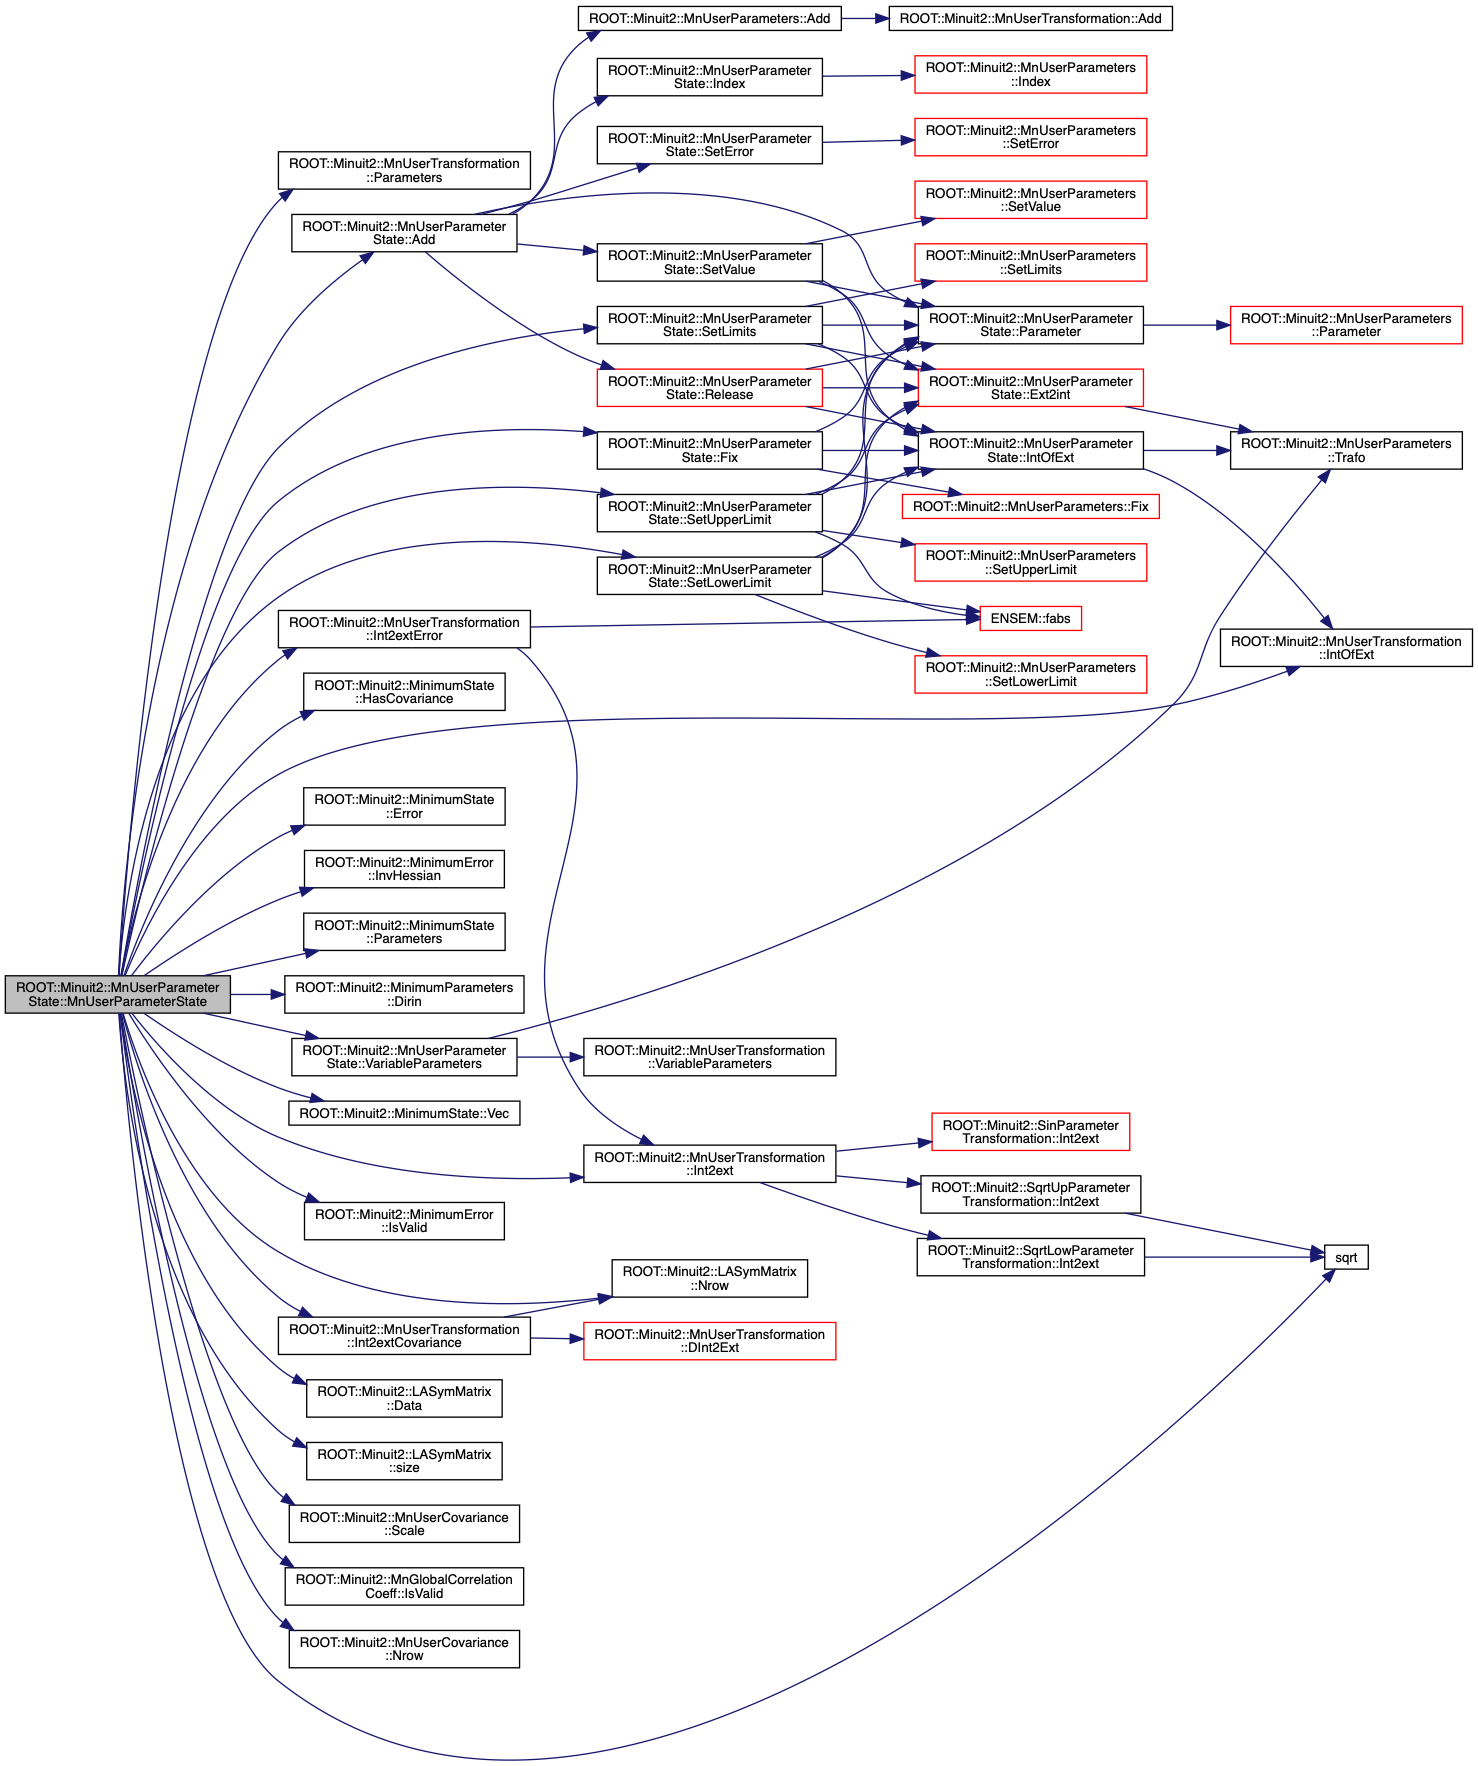 ROOT::Minuit2::MnUserParameters::Add
ROOT::Minuit2::MnUserTransformation::Add
ROOT::Minuit2::MnUserParameter
State::Index
ROOT::Minuit2::MnUserParameters
::Index
ROOT::Minuit2::MnUserParameter
State::SetError
ROOT::Minuit2::MnUserParameters
::SetError
ROOT::Minuit2::MnUserTransformation
::Parameters
ROOT::Minuit2::MnUserParameters
::SetValue
ROOT::Minuit2::MnUserParameter
State::Add
ROOT::Minuit2::MnUserParameter
State::SetValue
ROOT::Minuit2::MnUserParameters
::SetLimits
ROOT::Minuit2::MnUserParameter
State::SetLimits
ROOT::Minuit2::MnUserParameter
State::Parameter
ROOT::Minuit2::MnUserParameters
::Parameter
ROOT::Minuit2::MnUserParameter
State::Release
ROOT::Minuit2::MnUserParameter
State::Ext2int
ROOT::Minuit2::MnUserParameter
State::Fix
ROOT::Minuit2::MnUserParameter
State::IntOfExt
ROOT::Minuit2::MnUserParameters
::Trafo
ROOT::Minuit2::MnUserParameter
State::SetUpperLimit
ROOT::Minuit2::MnUserParameters::Fix
ROOT::Minuit2::MnUserParameters
::SetUpperLimit
ROOT::Minuit2::MnUserParameter
State::SetLowerLimit
ENSEM::fabs
ROOT::Minuit2::MnUserTransformation
::Int2extError
ROOT::Minuit2::MnUserTransformation
::IntOfExt
ROOT::Minuit2::MnUserParameters
::SetLowerLimit
ROOT::Minuit2::MinimumState
::HasCovariance
ROOT::Minuit2::MinimumState
::Error
ROOT::Minuit2::MinimumError
::InvHessian
ROOT::Minuit2::MinimumState
::Parameters
ROOT::Minuit2::MnUserParameter
State::MnUserParameterState
ROOT::Minuit2::MinimumParameters
::Dirin
ROOT::Minuit2::MnUserParameter
State::VariableParameters
ROOT::Minuit2::MnUserTransformation
::VariableParameters
ROOT::Minuit2::MinimumState::Vec
ROOT::Minuit2::MnUserTransformation
::Int2ext
ROOT::Minuit2::SinParameter
Transformation::Int2ext
ROOT::Minuit2::SqrtUpParameter
Transformation::Int2ext
ROOT::Minuit2::MinimumError
::IsValid
ROOT::Minuit2::SqrtLowParameter
Transformation::Int2ext
sqrt
ROOT::Minuit2::LASymMatrix
::Nrow
ROOT::Minuit2::MnUserTransformation
::Int2extCovariance
ROOT::Minuit2::MnUserTransformation
::DInt2Ext
ROOT::Minuit2::LASymMatrix
::Data
ROOT::Minuit2::LASymMatrix
::size
ROOT::Minuit2::MnUserCovariance
::Scale
ROOT::Minuit2::MnGlobalCorrelation
Coeff::IsValid
ROOT::Minuit2::MnUserCovariance
::Nrow